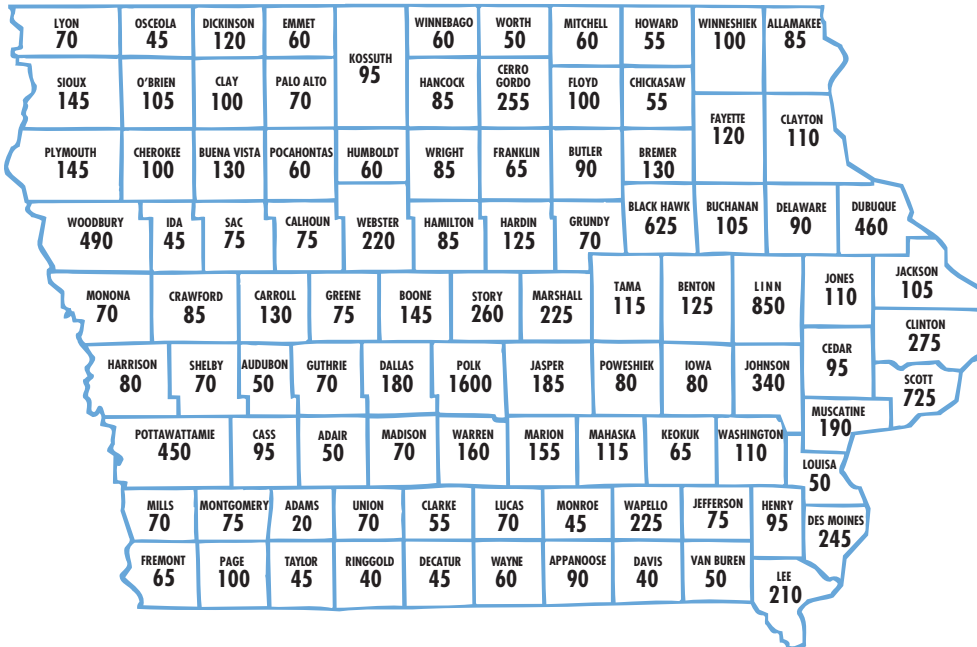 LYON
70
OSCEOLA
45
DICKINSON
120
EMMET
60
KOSSUTH
95
WINNEBAGO
60
WORTH
50
MITCHELL
60
HOWARD
55
WINNESHIEK
100
ALLAMAKEE
85
SIOUX
145
O'BRIEN
105
CLAY
100
PALO ALTO
70
HANCOCK
85
CERRO
GORDO
255
FLOYD
100
CHICKASAW
55
FAYETTE
120
CLAYTON
110
PLYMOUTH
145
CHEROKEE
100
BUENA VISTA
130
POCAHONTAS
60
HUMBOLDT
60
WRIGHT
85
FRANKLIN
65
BUTLER
90
BREMER
130
WOODBURY
490
IDA
45
SAC
75
CALHOUN
75
WEBSTER
220
HAMILTON
85
HARDIN
125
GRUNDY
70
BLACK HAWK
625
BUCHANAN
105
DELAWARE
90
DUBUQUE
460
MONONA
70
CRAWFORD
85
CARROLL
130
GREENE
75
BOONE
145
STORY
260
MARSHALL
225
TAMA
115
BENTON
125
LINN
850
JONES
110
JACKSON
105
CLINTON
275
HARRISON
80
SHELBY
70
AUDUBON
50
GUTHRIE
70
DALLAS
180
POLK
1600
JASPER
185
POWESHIEK
80
IOWA
80
JOHNSON
340
CEDAR
95
SCOTT
725
MUSCATINE
190
POTTAWATTAMIE
450
CASS
95
ADAIR
50
MADISON
70
WARREN
160
MARION
155
MAHASKA
115
KEOKUK
65
WASHINGTON
110
LOUISA
50
MILLS
70
MONTGOMERY
75
ADAMS
20
UNION
70
CLARKE
55
LUCAS
70
MONROE
45
WAPELLO
225
JEFFERSON
75
HENRY
95
DES MOINES
245
FREMONT
65
PAGE
100
TAYLOR
45
RINGGOLD
40
DECATUR
45
WAYNE
60
APPANOOSE
90
DAVIS
40
VAN BUREN
50
LEE
210